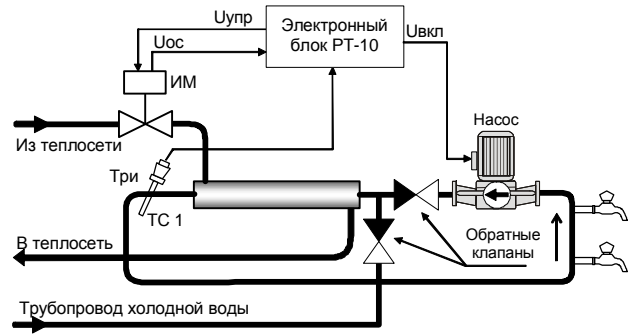 Uупр
Uос
Электронный
блок РТ-10
Uвкл
ИМ
Насос
Из теплосети
Tри
ТС 1
В теплосеть
Обратные
клапаны
Трубопровод холодной воды